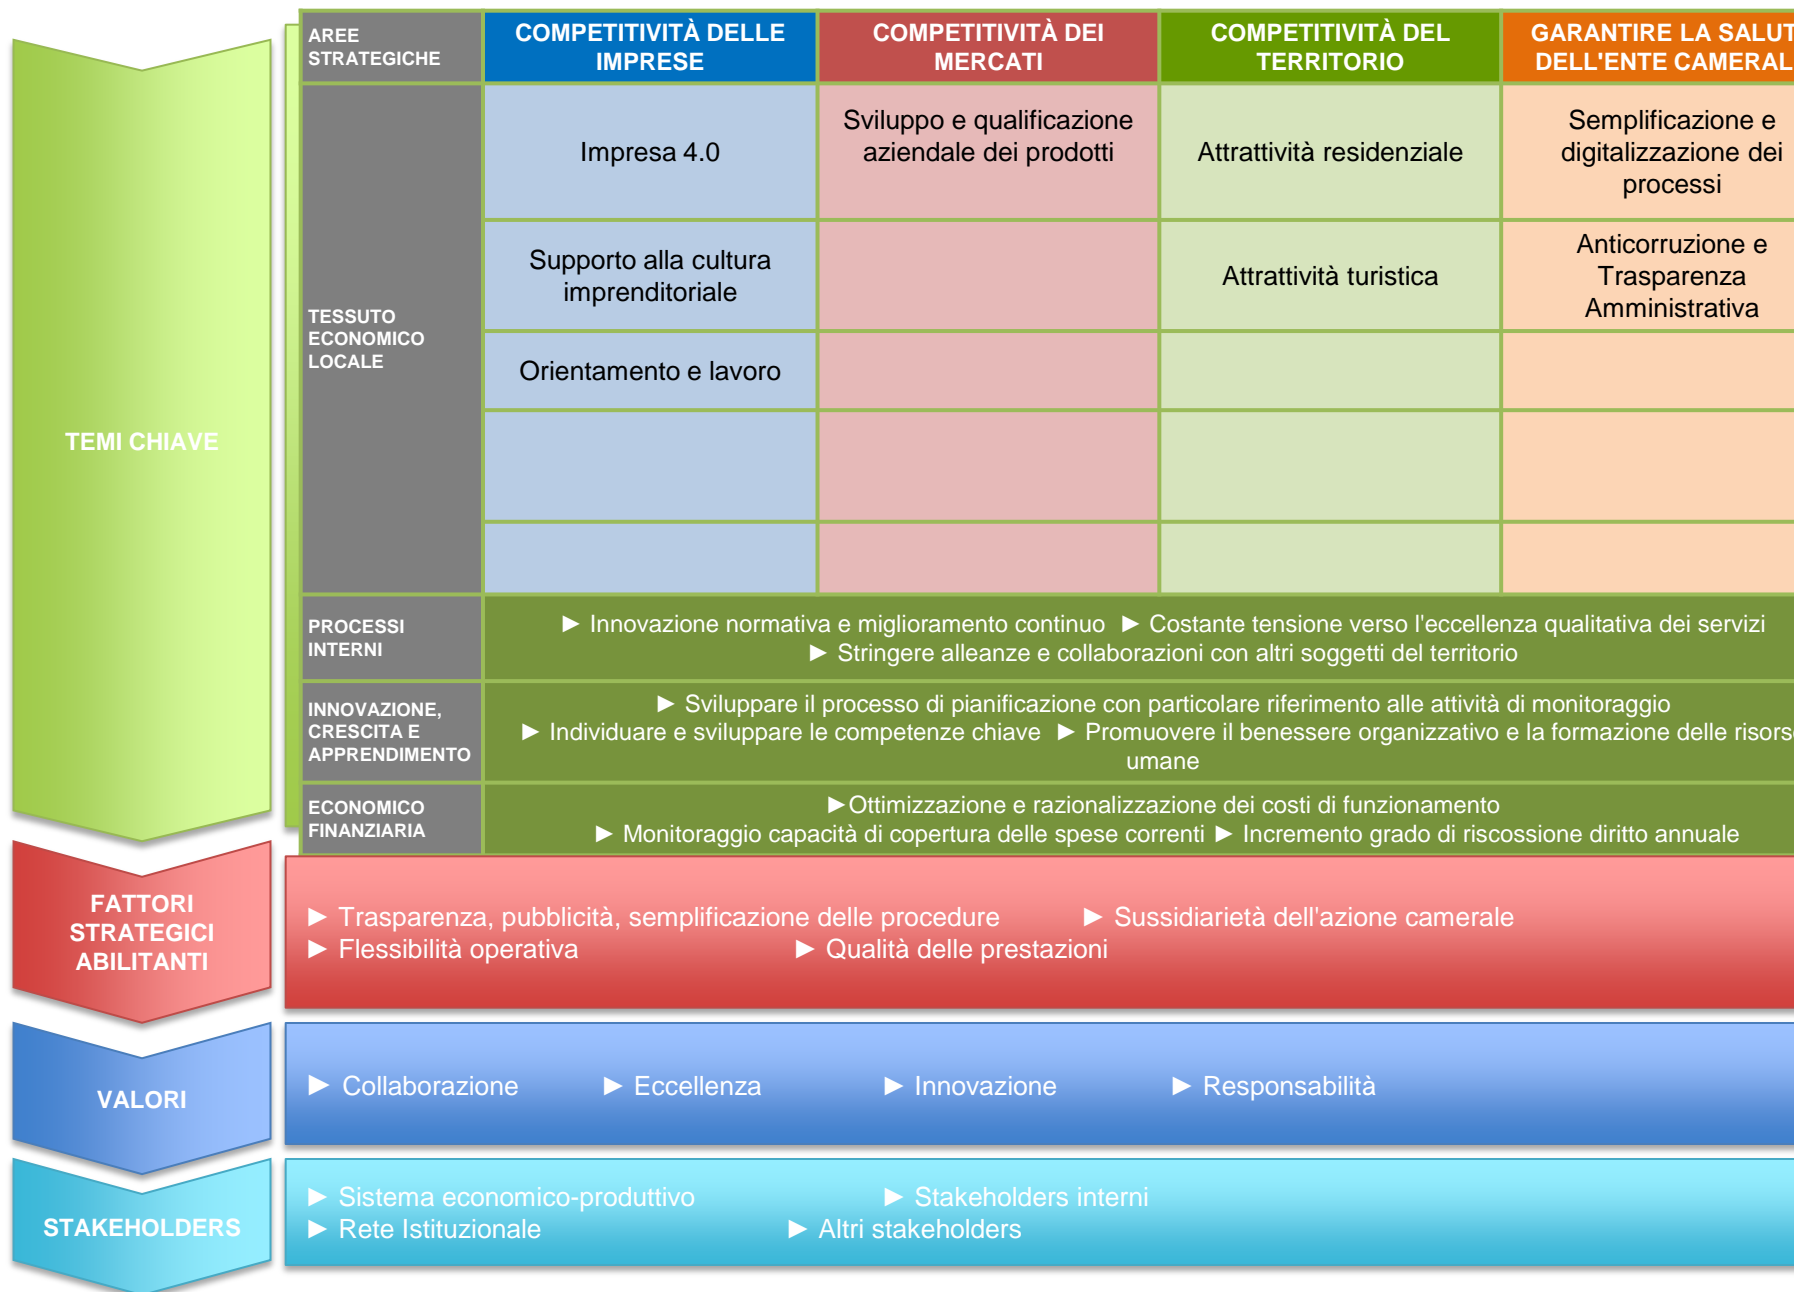 TEMI CHIAVE
AREE
STRATEGICHE
COMPETITIVITÀ DELLE
IMPRESE
COMPETITIVITÀ DEI
MERCATI
COMPETITIVITÀ DEL
TERRITORIO
GARANTIRE LA SALUT
DELL'ENTE CAMERAL
TESSUTO
ECONOMICO
LOCALE
Impresa 4.0
Sviluppo e qualificazione
aziendale dei prodotti
Attrattività residenziale
Semplificazione e
digitalizzazione dei
processi
Supporto alla cultura
imprenditoriale
Attrattività turistica
Anticorruzione e
Trasparenza
Amministrativa
Orientamento e lavoro
PROCESSI
INTERNI
► Innovazione normativa e miglioramento continuo ► Costante tensione verso l'eccellenza qualitativa dei servizi
► Stringere alleanze e collaborazioni con altri soggetti del territorio
INNOVAZIONE,
CRESCITA E
APPRENDIMENTO
► Sviluppare il processo di pianificazione con particolare riferimento alle attività di monitoraggio
► Individuare e sviluppare le competenze chiave ► Promuovere il benessere organizzativo e la formazione delle risors
umane
ECONOMICO
FINANZIARIA
►Ottimizzazione e razionalizzazione dei costi di funzionamento
► Monitoraggio capacità di copertura delle spese correnti ► Incremento grado di riscossione diritto annuale
FATTORI
STRATEGICI
ABILITANTI
► Trasparenza, pubblicità, semplificazione delle procedure ► Sussidiarietà dell'azione camerale
► Flessibilità operativa ► Qualità delle prestazioni
VALORI
► Collaborazione ► Eccellenza ► Innovazione ► Responsabilità
STAKEHOLDERS
► Sistema economico-produttivo ► Stakeholders interni
► Rete Istituzionale ► Altri stakeholders